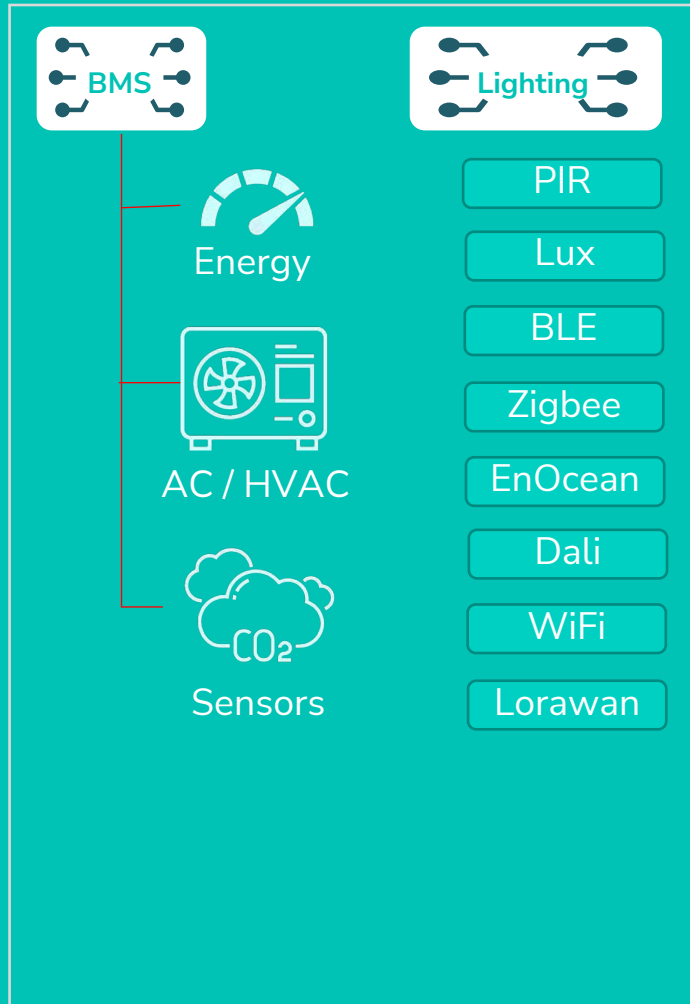 BMS
Energy
AC / HVAC
CO2
Sensors
Lighting
PIR
Lux
BLE
Zigbee
EnOcean
Dali
WiFi
Lorawan